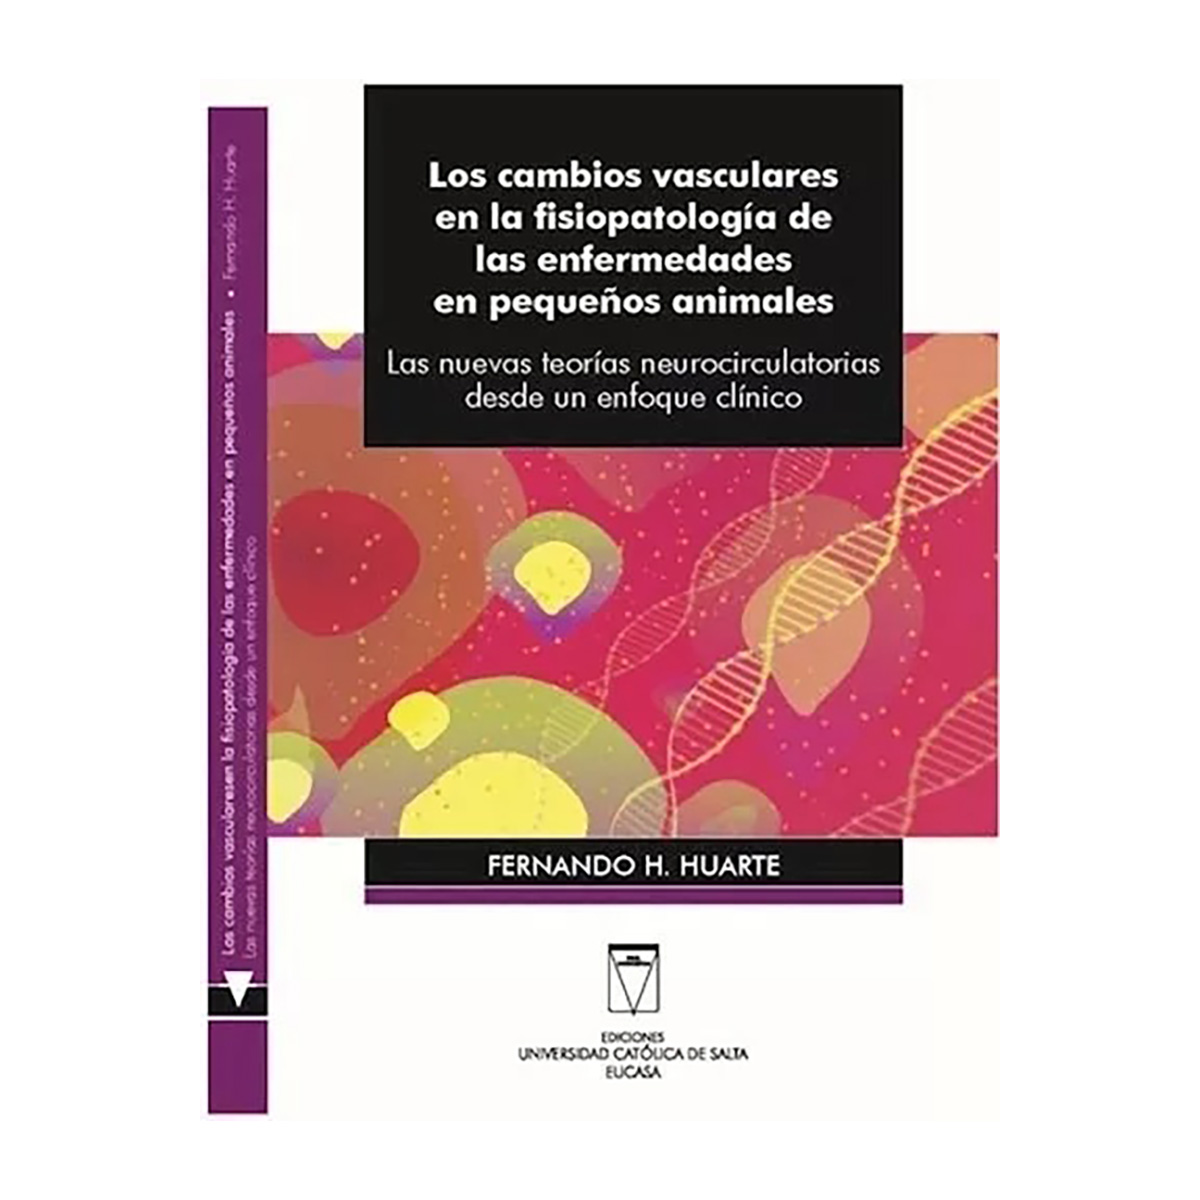 Los cambios vasculares
en la fisiopatología de
las enfermedades
en pequeños animales
Las nuevas teorías neurocirculatorias
desde un enfoque clínico
FERNANDO H. HUARTE
EDICIONES
UNIVERSIDAD CATÓLICA DE SALTA
EUCASA
Los cambios vascularesen la fisiopatología de las enfermedades en pequeños animales • Fernando H. Huarte
Las nuevas teorías neurocirculatorias desde un enfoque clínico